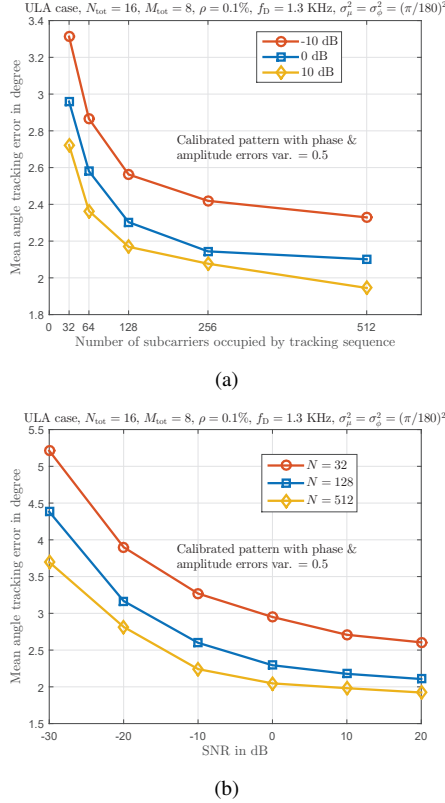 ULA case, N_tot = 16, M_tot = 8, ρ = 0.1%, f_D = 1.3 KHz, σ_μ^2 = σ_ϕ^2 = (π/180)^2
3.4
3.2
3
2.8
2.6
2.4
2.2
2
1.8
Mean angle tracking error in degree
-10 dB
0 dB
10 dB
Calibrated pattern with phase &
amplitude errors var. = 0.5
0 32 64 128 256 512
Number of subcarriers occupied by tracking sequence
(a)
ULA case, N_tot = 16, M_tot = 8, ρ = 0.1%, f_D = 1.3 KHz, σ_μ^2 = σ_ϕ^2 = (π/180)^2
5.5
5
4.5
4
3.5
3
2.5
2
1.5
Mean angle tracking error in degree
N = 32
N = 128
N = 512
Calibrated pattern with phase &
amplitude errors var. = 0.5
-30 -20 -10 0 10 20
SNR in dB
(b)